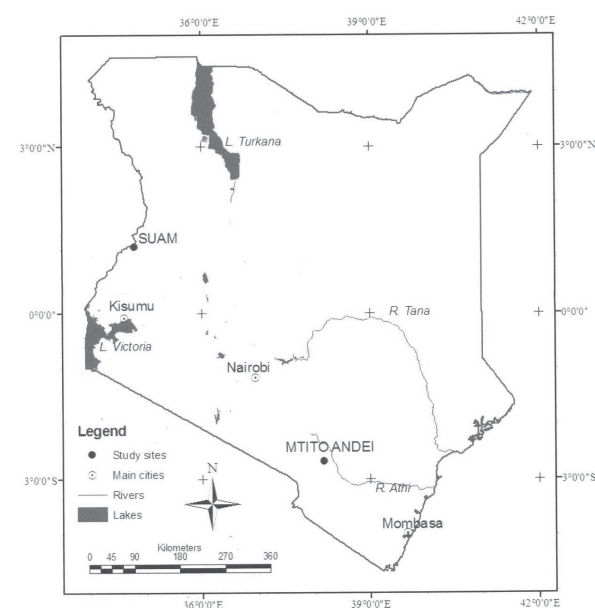 36°0'0"E 39°0'0"E 42°0'0"E
L. Turkana
3°0'0"N 3°0'0"N
SUAM
Kisumu
0°0'0" R. Tana 0°0'0"
L. Victoria
Nairobi
Legend
MTITO ANDEI
Study sites
Main cities
N
3°0'0"S Rivers R. Athi 3°0'0"S
Lakes
Mombasa
Kilometers
0 45 90 180 270 360
36°0'0"E 39°0'0"E 42°0'0"E